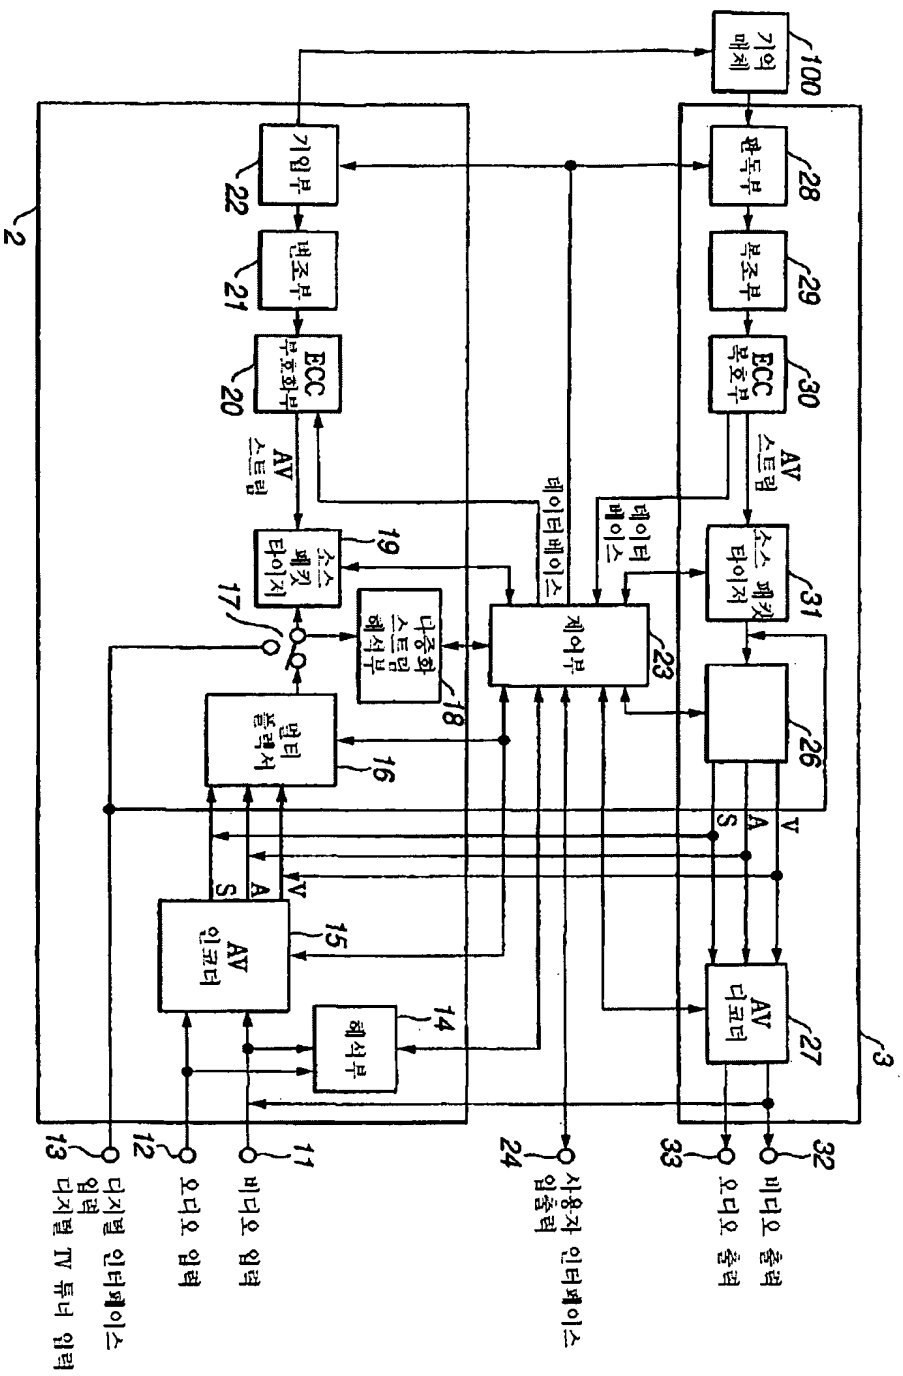 100
기억
매체
28
판독부
29
복조부
30
ECC
복호부
AV
스트림
31
소스 패킷
타이저
26
V
A
S
27
AV
디코더
3
32
비디오 출력
33
오디오 출력
데이터
베이스
데이터베이스
23
제어부
24
사용자 인터페이스
입출력
22
기입부
21
변조부
20
ECC
부호화부
AV
스트림
19
소스
패킷
타이저
17
18
다중화
스트림
해석부
16
멀티
플렉서
V
A
S
15
AV
인코더
14
해석부
11
비디오 입력
12
오디오 입력
13
디지털 인터페이스
입력
디지털 TV 튜너 입력
2